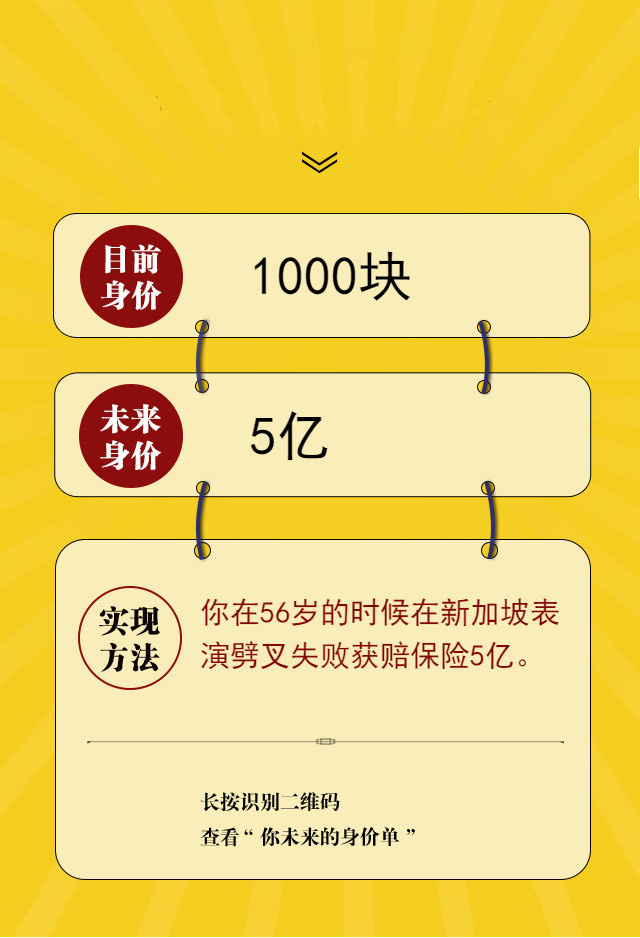 目前
身价
1000块
未来
身价
5亿
实现
方法
你在56岁的时候在新加坡表
演劈叉失败获赔保险5亿。
长按识别二维码
查看“你未来的身价单”